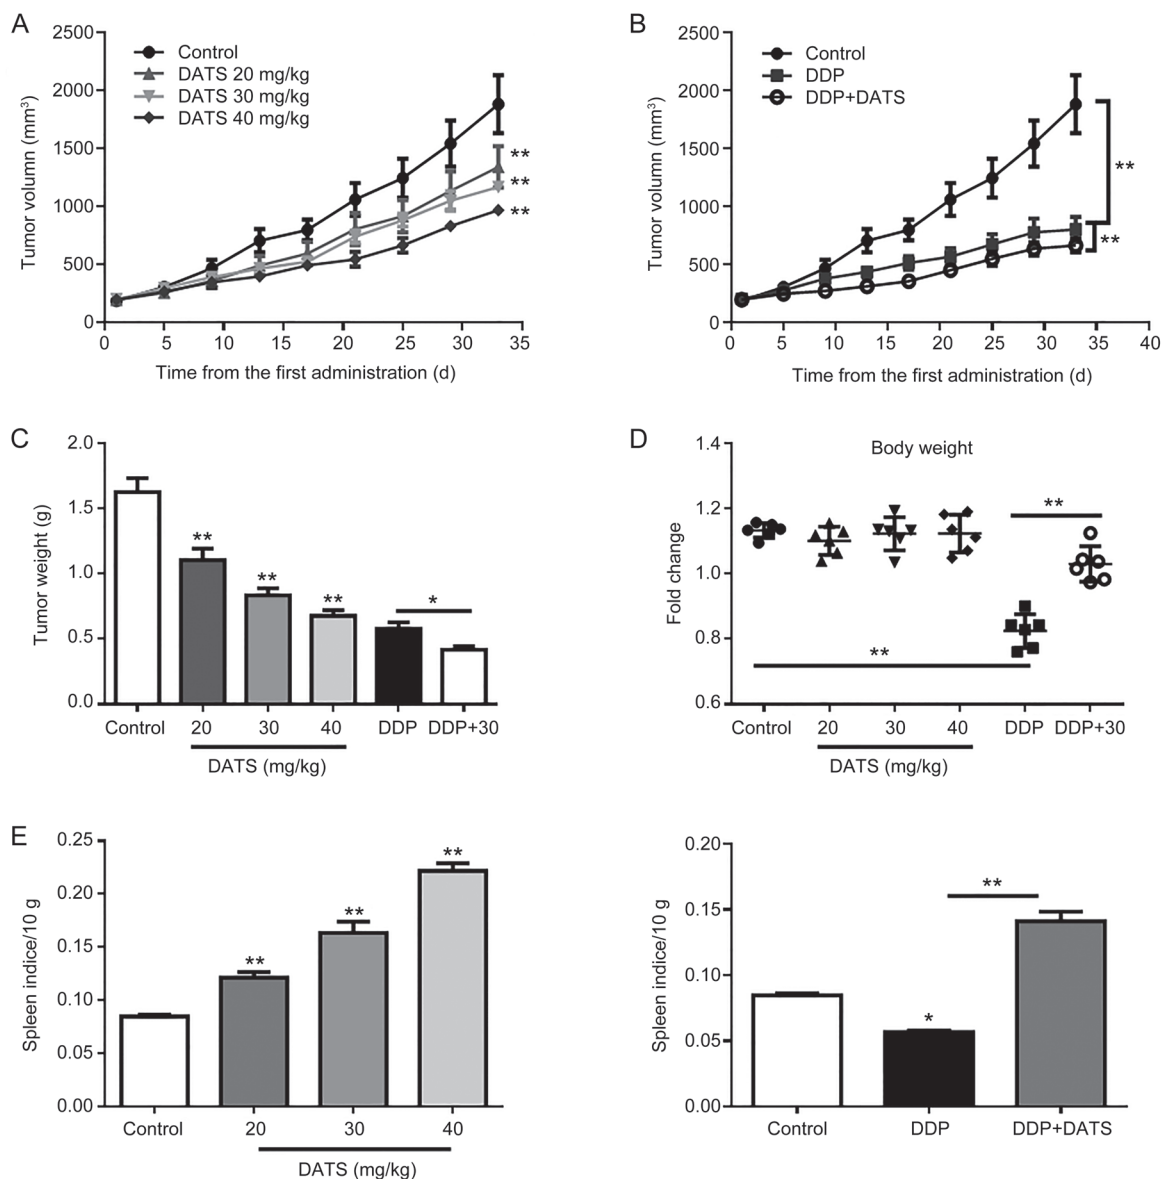 A
2500
2000
1500
1000
500
0
Tumor volumn (mm³)
Control
DATS 20 mg/kg
DATS 30 mg/kg
DATS 40 mg/kg
**
**
**
0 5 10 15 20 25 30 35
Time from the first administration (d)
B
2500
2000
1500
1000
500
0
Tumor volumn (mm³)
Control
DDP
DDP+DATS
**
**
0 5 10 15 20 25 30 35 40
Time from the first administration (d)
C
2.0
1.5
1.0
0.5
0.0
Tumor weight (g)
**
**
**
*
Control 20 30 40 DDP DDP+30
DATS (mg/kg)
D
Body weight
1.4
1.2
1.0
0.8
0.6
Fold change
**
**
Control 20 30 40 DDP DDP+30
DATS (mg/kg)
E
0.25
0.20
0.15
0.10
0.05
0.00
Spleen indice/10 g
**
**
**
Control 20 30 40
DATS (mg/kg)
0.20
0.15
0.10
0.05
0.00
Spleen indice/10 g
**
*
Control DDP DDP+DATS